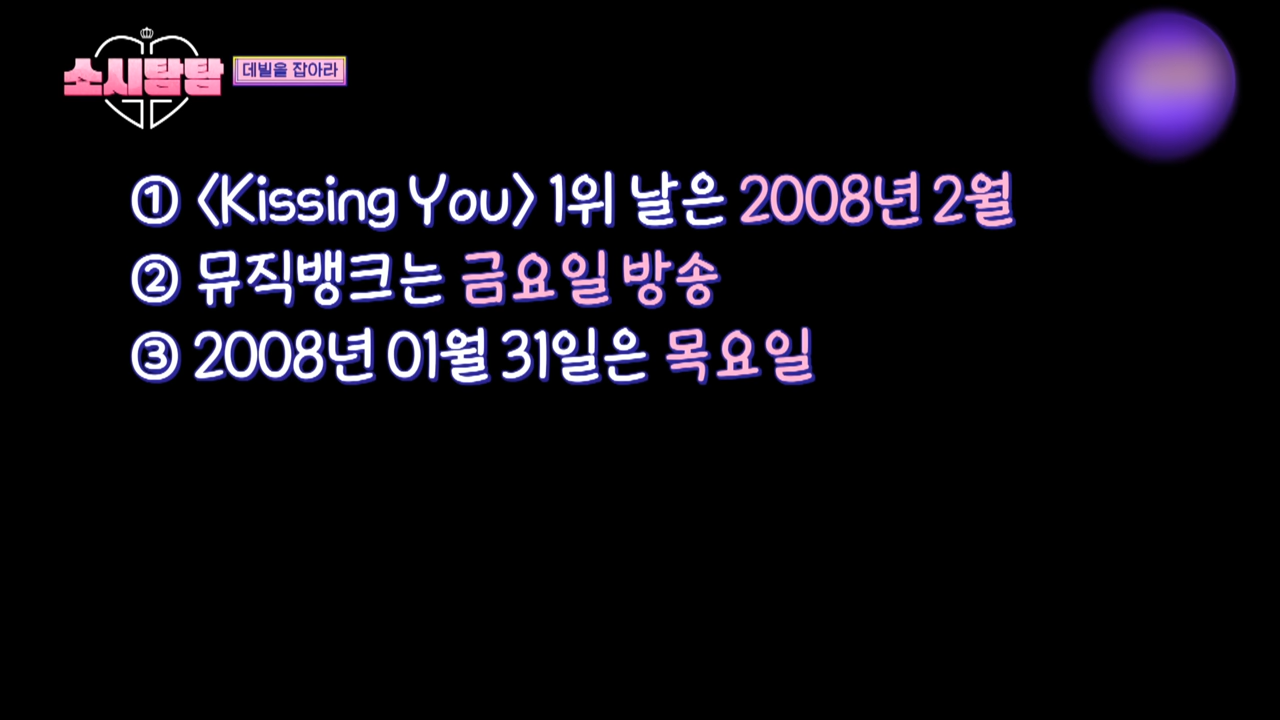 소시탐탐
데빌을 잡아라
① <Kissing You> 1위 날은 2008년 2월
② 뮤직뱅크는 금요일 방송
③ 2008년 01월 31일은 목요일